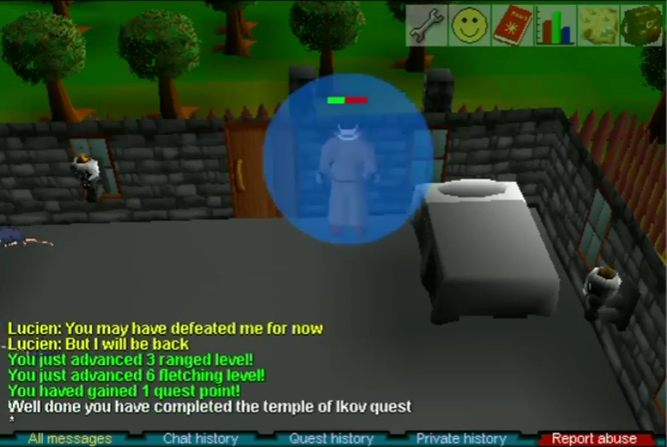 Lucien: You may have defeated me for now
Lucien: But I will be back
You just advanced 3 ranged level!
You just advanced 6 fletching level!
You haved gained 1 quest point!
Well done you have completed the temple of Ikov quest
*
All messages
Chat history
Quest history
Private history
Report abuse